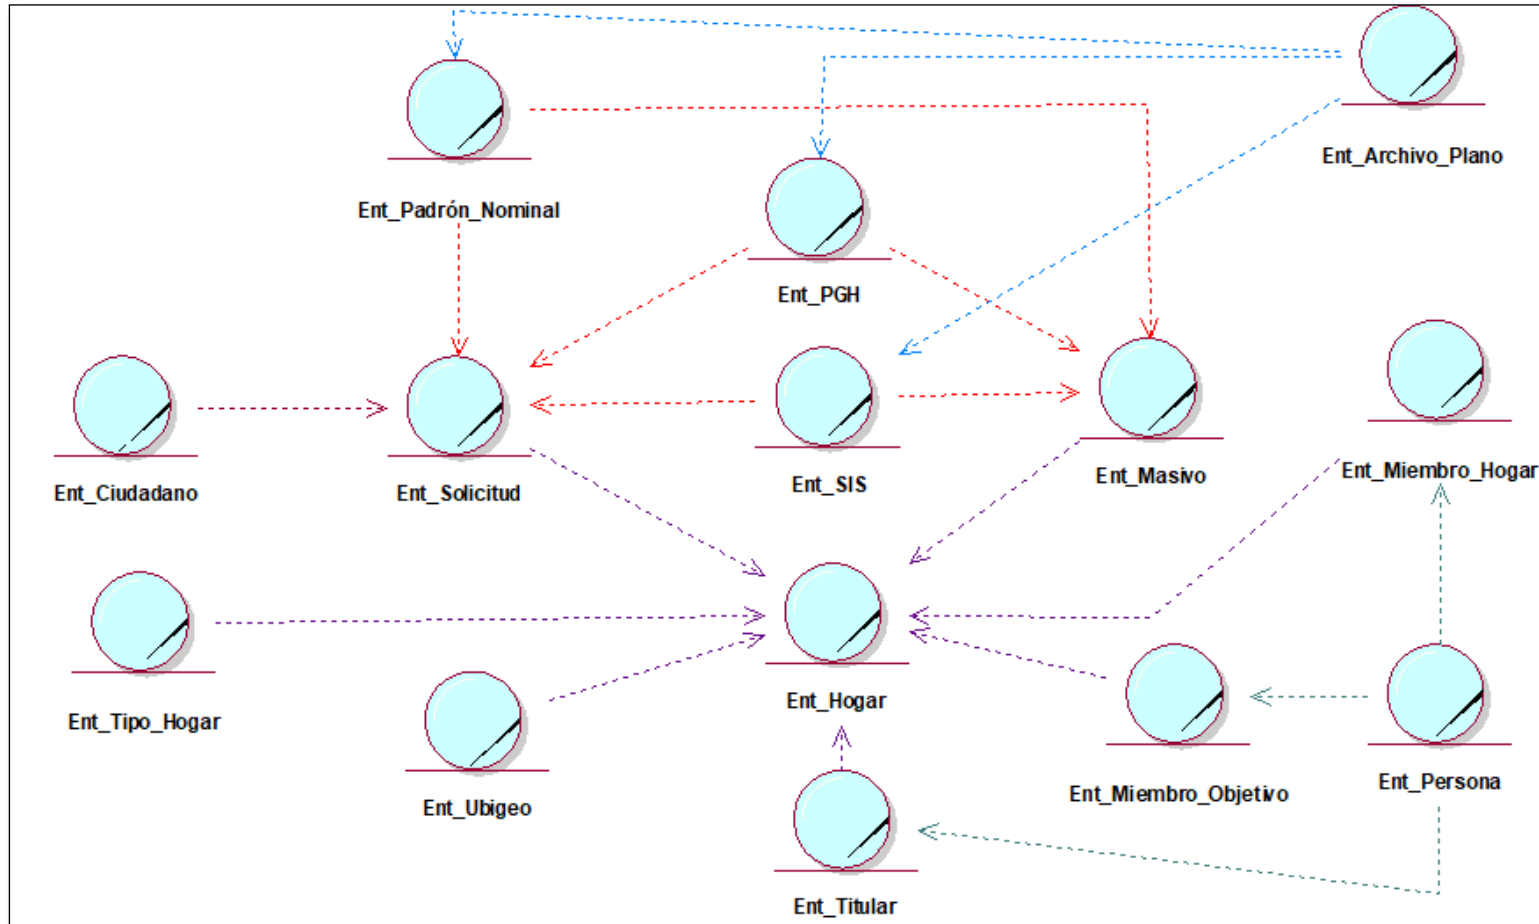 Ent_Archivo_Plano
Ent_Padrón_Nominal
Ent_PGH
Ent_Ciudadano
Ent_Solicitud
Ent_SIS
Ent_Masivo
Ent_Miembro_Hogar
Ent_Tipo_Hogar
Ent_Ubigeo
Ent_Hogar
Ent_Miembro_Objetivo
Ent_Persona
Ent_Titular